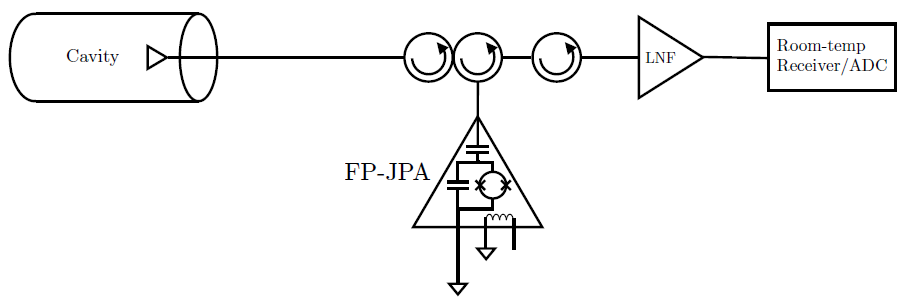 Cavity
LNF
Room-temp
Receiver/ADC
FP-JPA